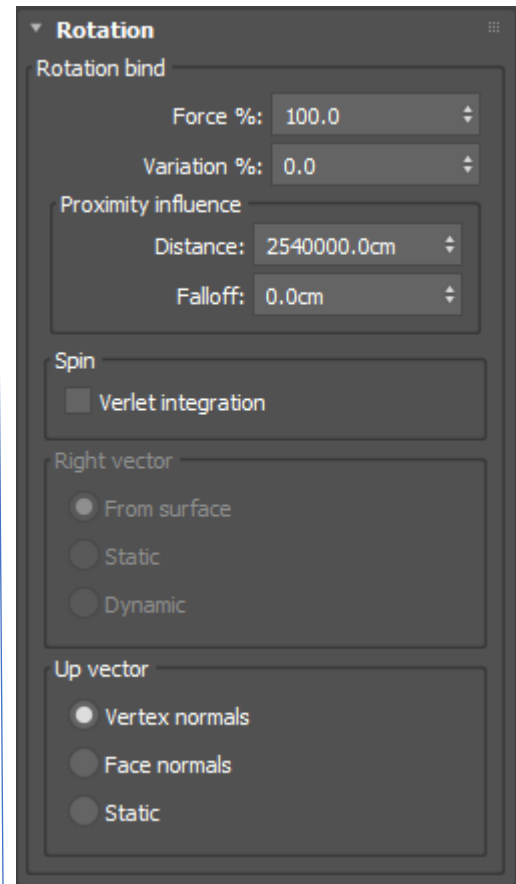 Rotation
Rotation bind
Force %: 100.0
Variation %: 0.0
Proximity influence
Distance: 2540000.0cm
Falloff: 0.0cm
Spin
Verlet integration
Right vector
From surface
Static
Dynamic
Up vector
Vertex normals
Face normals
Static